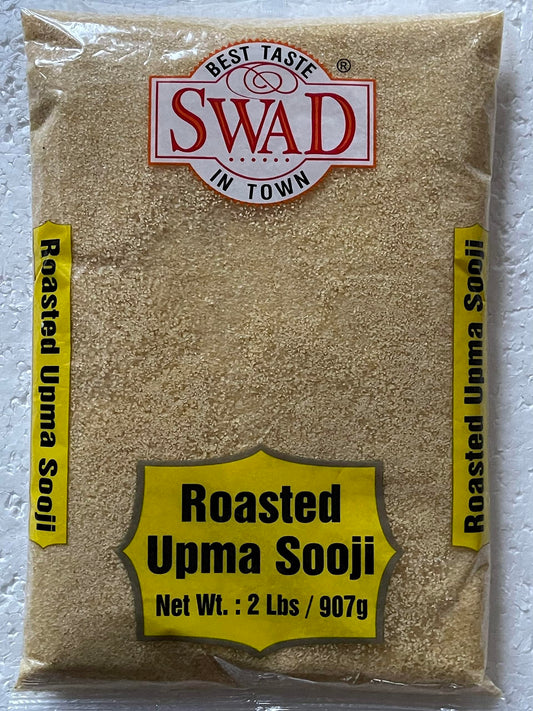 BEST TASTE
®
SWAD
IN TOWN
Roasted Upma Sooji
Roasted Upma Sooji
Roasted
Upma Sooji
Net Wt. : 2 Lbs / 907g